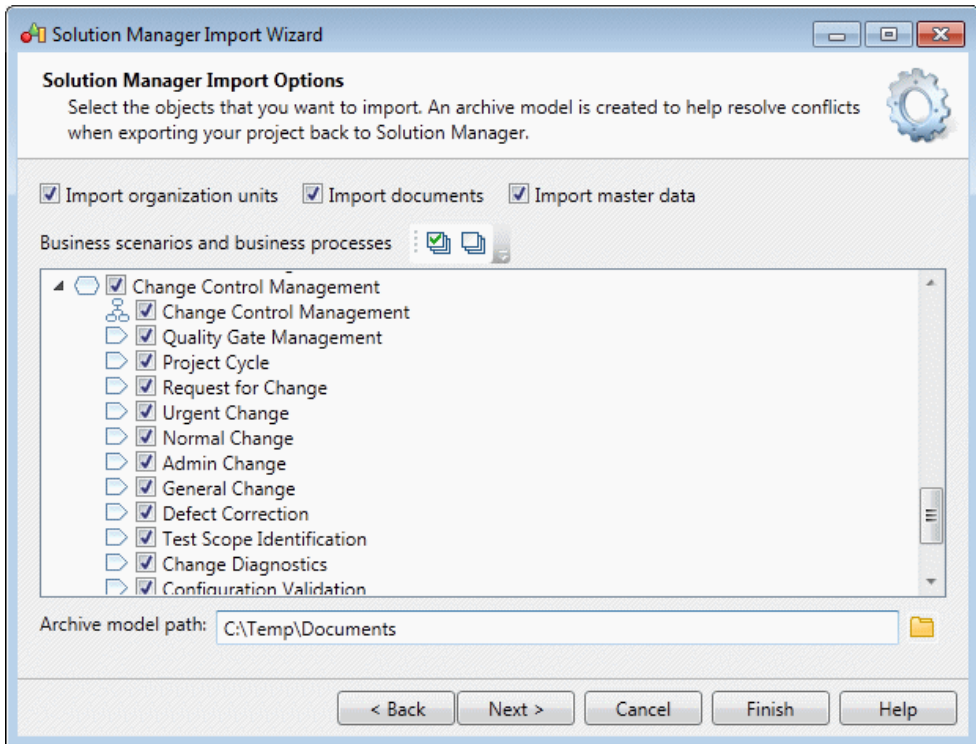 Solution Manager Import Wizard
Solution Manager Import Options
Select the objects that you want to import. An archive model is created to help resolve conflicts
when exporting your project back to Solution Manager.
Import organization units Import documents Import master data
Business scenarios and business processes
Change Control Management
Change Control Management
Quality Gate Management
Project Cycle
Request for Change
Urgent Change
Normal Change
Admin Change
General Change
Defect Correction
Test Scope Identification
Change Diagnostics
Configuration Validation
Archive model path: C:\Temp\Documents
< Back Next > Cancel Finish Help